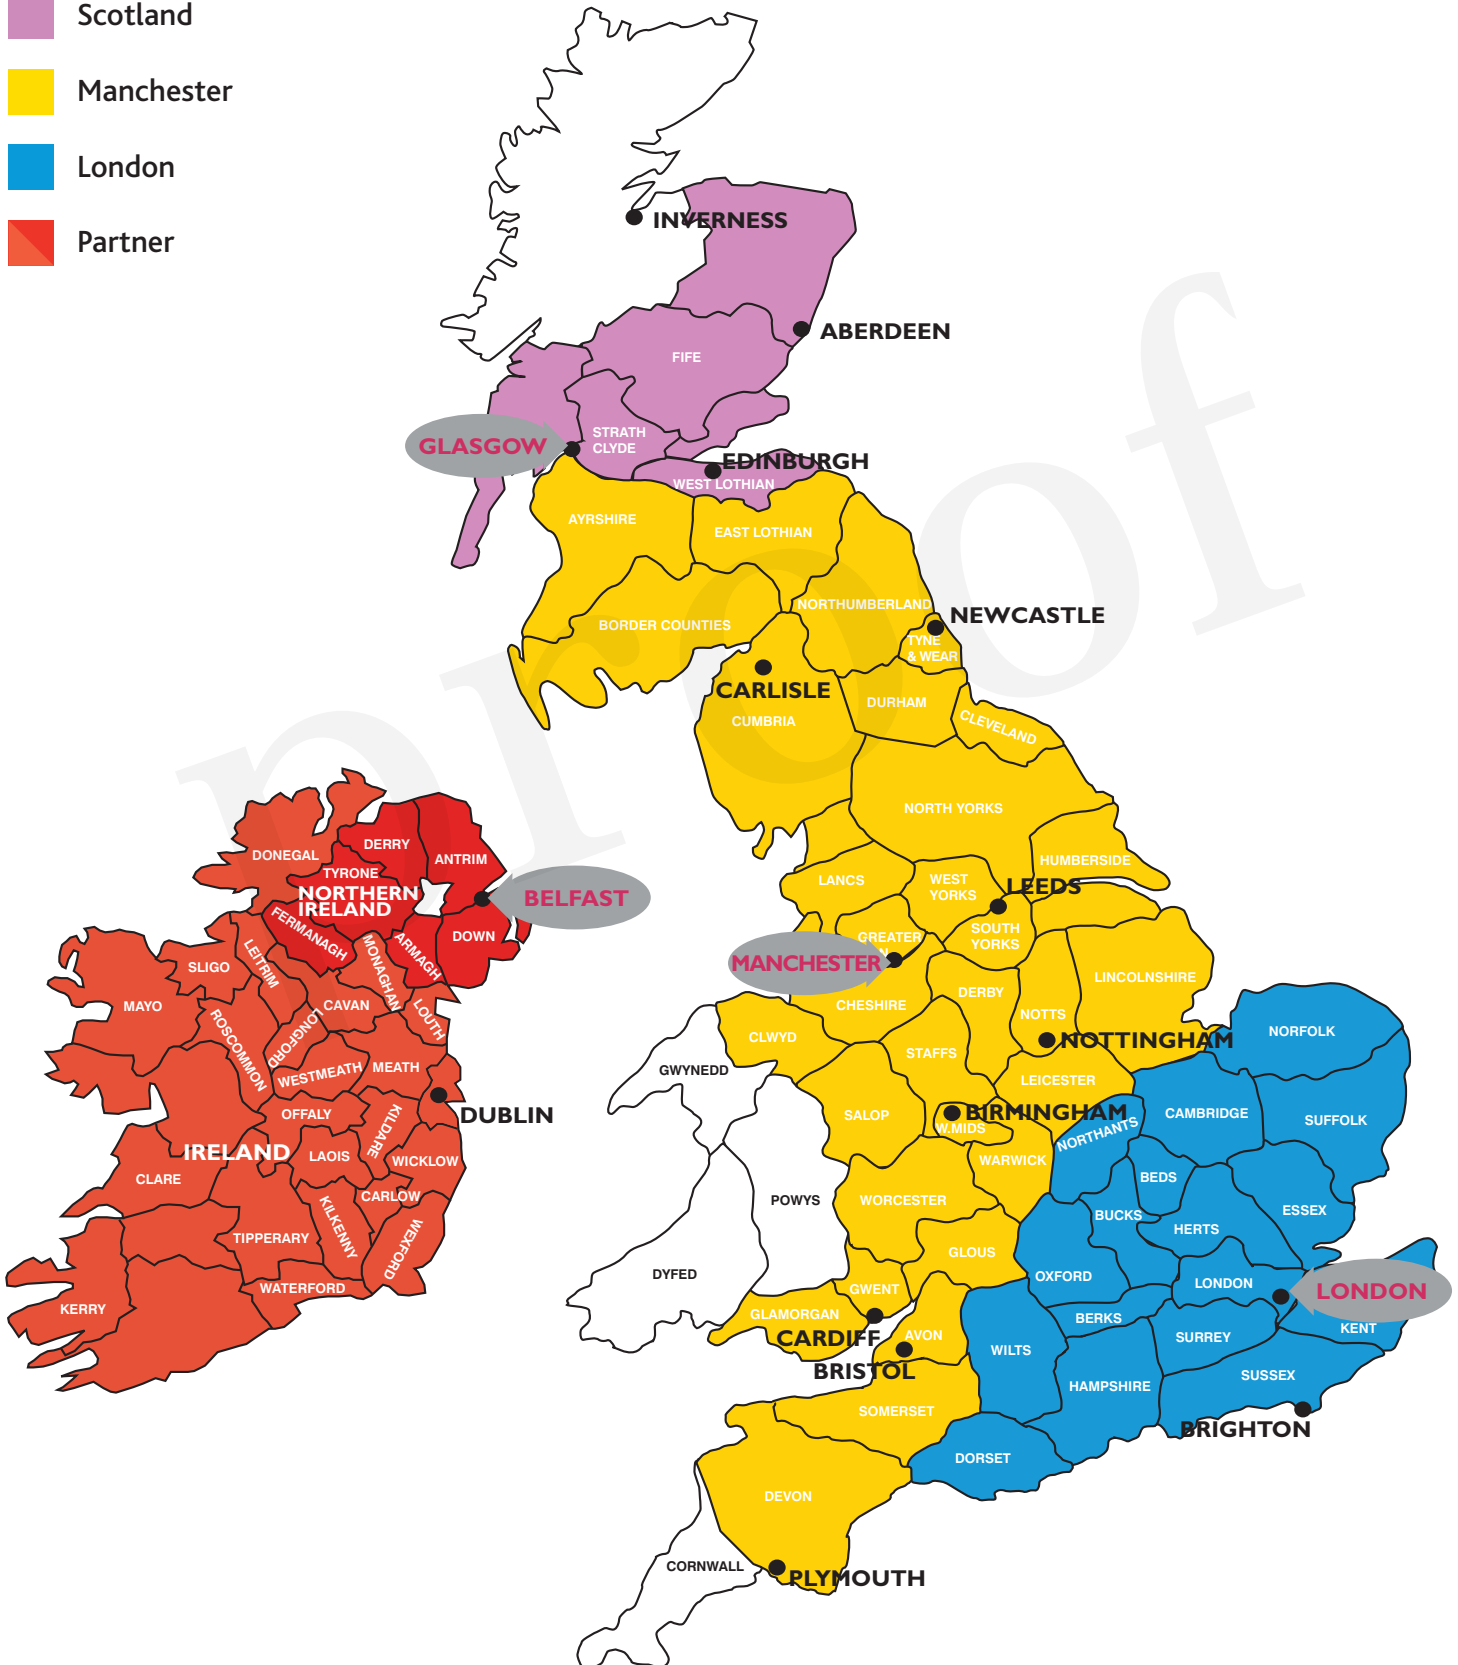 Scotland
Manchester
London
Partner
INVERNESS
ABERDEEN
FIFE
STRATH
CLYDE
GLASGOW
EDINBURGH
WEST LOTHIAN
AYRSHIRE
EAST LOTHIAN
NORTHUMBERLAND
NEWCASTLE
BORDER COUNTIES
TYNE
& WEAR
CARLISLE
CUMBRIA
DURHAM
CLEVELAND
NORTH YORKS
HUMBERSIDE
LANCS
WEST
YORKS
LEEDS
GREATER
SOUTH
YORKS
MANCHESTER
LINCOLNSHIRE
CHESHIRE
DERBY
NOTTS
CLWYD
NOTTINGHAM
STAFFS
GWYNEDD
LEICESTER
NORFOLK
SALOP
BIRMINGHAM
W.MIDS
NORTHANTS
CAMBRIDGE
SUFFOLK
WARWICK
BEDS
POWYS
WORCESTER
BUCKS
HERTS
ESSEX
GLOUS
DYFED
OXFORD
LONDON
LONDON
GWENT
GLAMORGAN
BERKS
KENT
CARDIFF
AVON
SURREY
WILTS
BRISTOL
HAMPSHIRE
SUSSEX
SOMERSET
BRIGHTON
DORSET
DEVON
CORNWALL
PLYMOUTH
DONEGAL
DERRY
ANTRIM
TYRONE
NORTHERN
IRELAND
BELFAST
FERMANAGH
ARMAGH
DOWN
MONAGHAN
LEITRIM
SLIGO
MAYO
CAVAN
LOUTH
ROSCOMMON
LONGFORD
WESTMEATH
MEATH
DUBLIN
OFFALY
KILDARE
IRELAND
LAOIS
WICKLOW
CLARE
CARLOW
KILKENNY
TIPPERARY
WEXFORD
WATERFORD
KERRY
proof